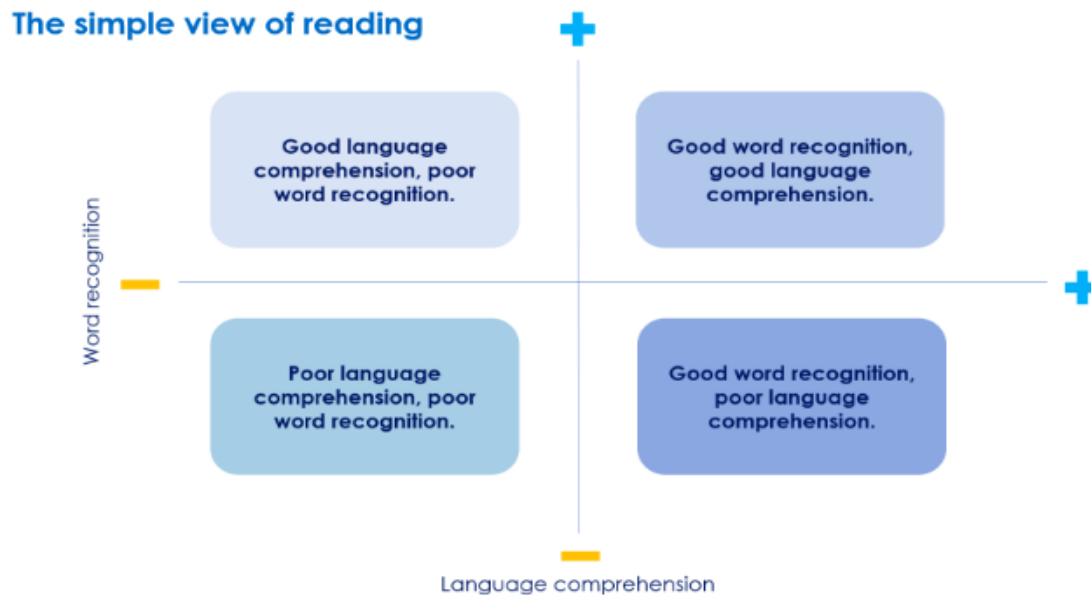 The simple view of reading
Good language
comprehension, poor
word recognition.
Good word recognition,
good language
comprehension.
Word recognition
Poor language
comprehension, poor
word recognition.
Good word recognition,
poor language
comprehension.
Language comprehension